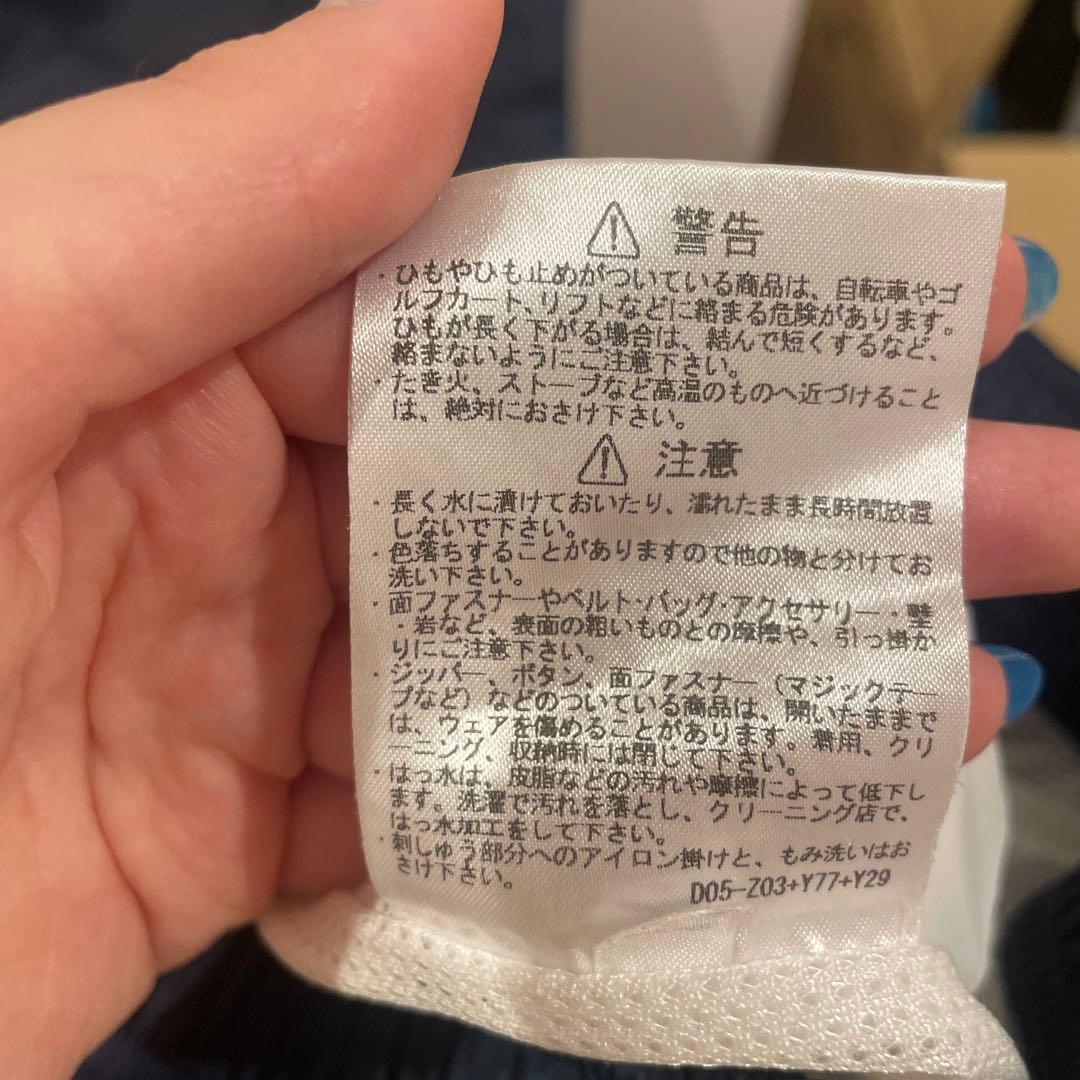 ⚠ 警告
・ひもやひも止めがついている商品は、自転車やゴ
ルフカート、リフトなどに絡まる危険があります。
ひもが長く下がる場合は、結んで短くするなど、
絡まないようにご注意下さい。
・たき火、ストーブなど高温のものへ近づけること
は、絶対におさけ下さい。
⚠ 注意
・長く水に漬けておいたり、濡れたまま長時間放置
しないで下さい。
・色落ちすることがありますので他の物と分けてお
洗い下さい。
・面ファスナーやベルト・バッグ・アクセサリー・壁
・岩など、表面の粗いものとの摩擦や、引っ掛か
りにご注意下さい。
・ジッパー、ボタン、面ファスナー(マジックテー
プなど)などのついている商品は、開いたままで
は、ウェアを傷めることがあります。着用、クリ
ーニング、収納時には閉じて下さい。
・はっ水は、皮脂などの汚れや摩擦によって低下し
ます。洗濯で汚れを落とし、クリーニング店で、
はっ水加工をして下さい。
・刺しゅう部分へのアイロン掛けと、もみ洗いはお
さけ下さい。
D05-Z03+Y77+Y29